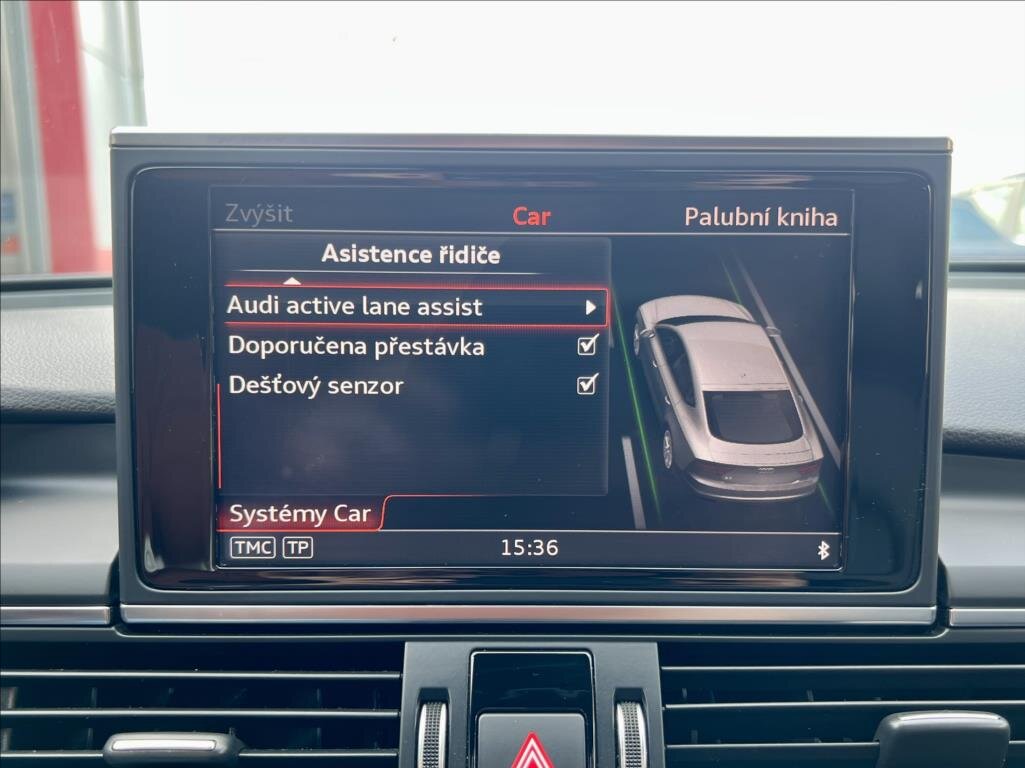 Zvýšit Car Palubní kniha
Asistence řidiče
Audi active lane assist
Doporučena přestávka
Dešťový senzor
Systémy Car
TMC TP 15:36